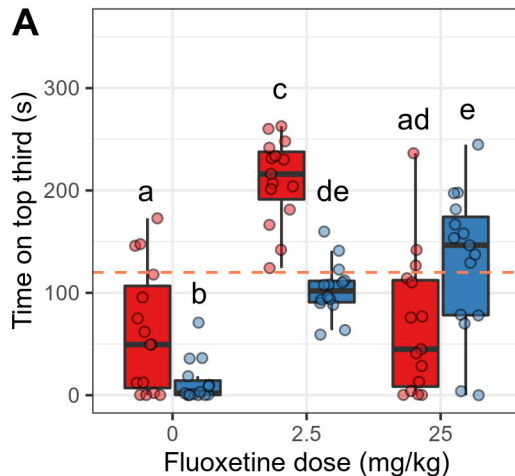 A
Time on top third (s)
300
200
100
0
a
b
c
de
ad
e
0
2.5
25
Fluoxetine dose (mg/kg)